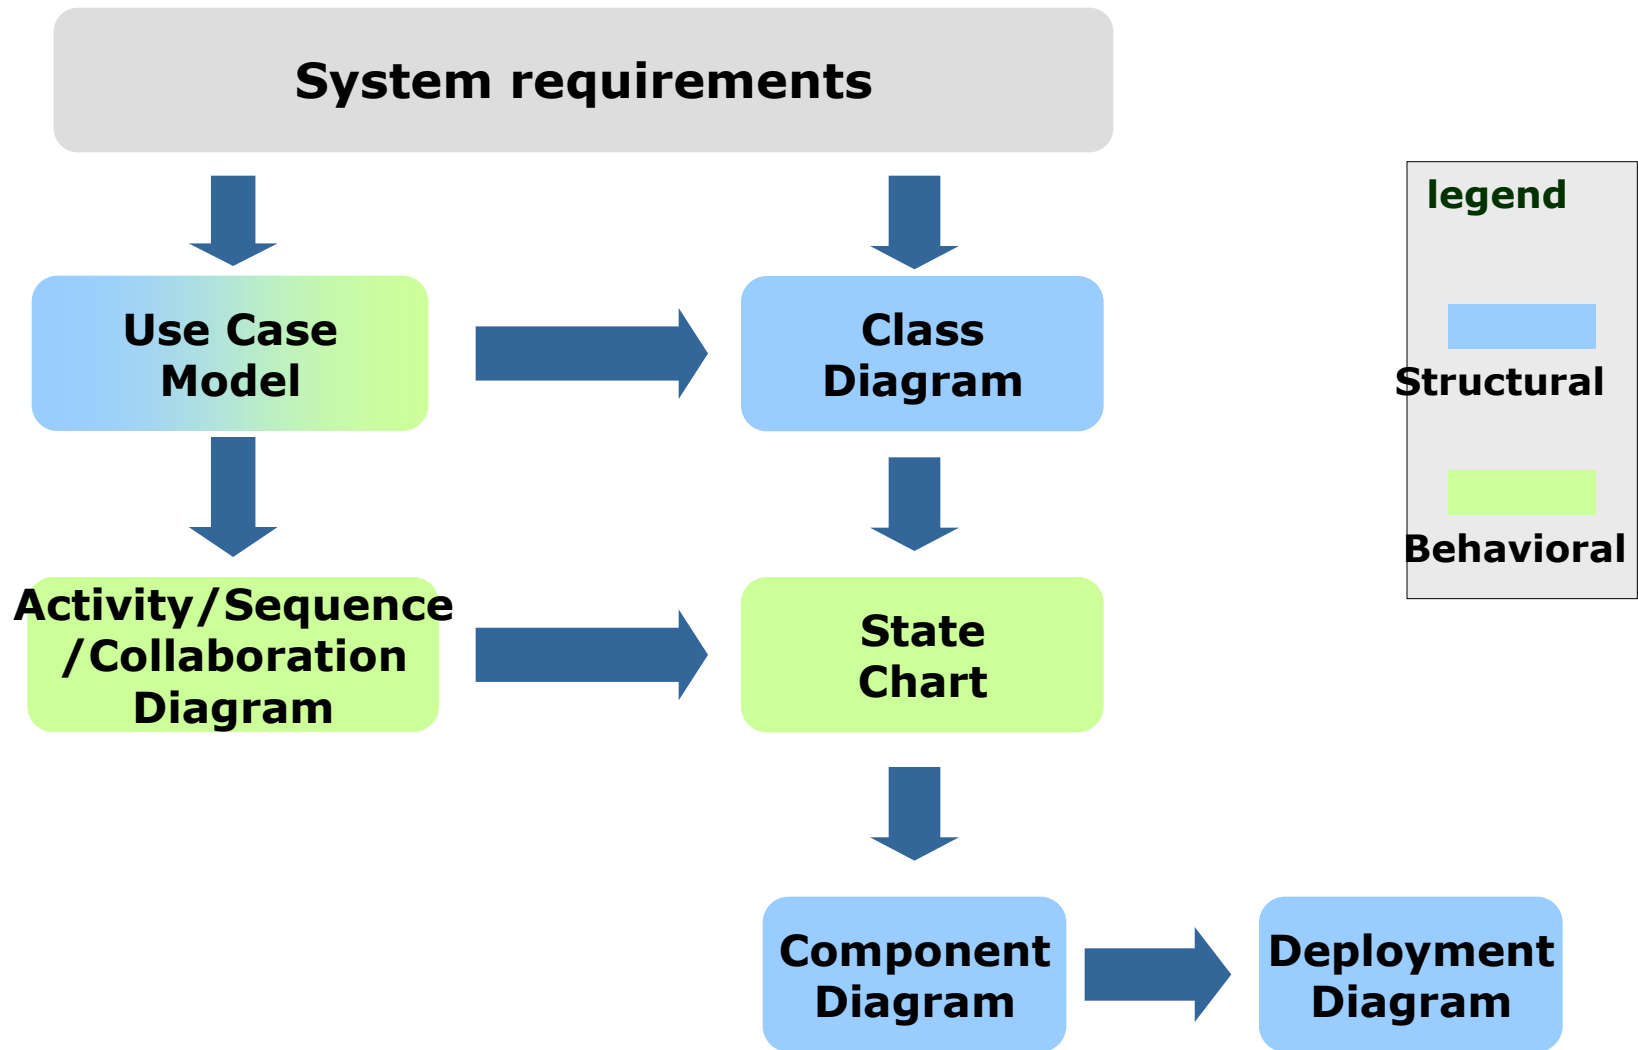 System requirements
legend
Use Case
Model
Class
Diagram
Structural
Behavioral
Activity/Sequence
/Collaboration
Diagram
State
Chart
Component
Diagram
Deployment
Diagram